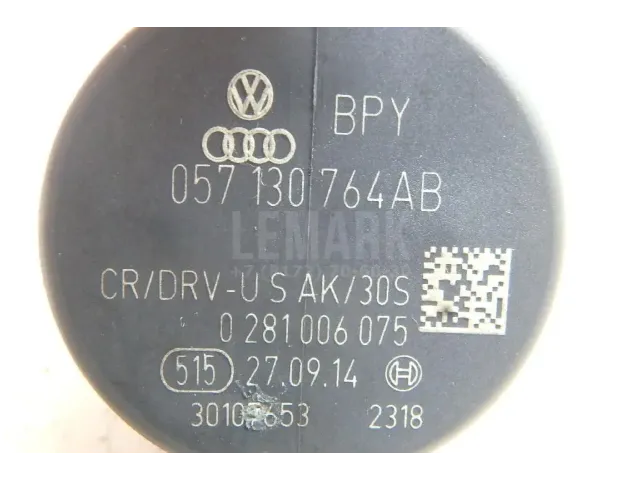 BPY
057 130 764AB
LEMARK
CR/DRV-U S AK/30S
0 281 006 075
515 27.09.14
2318